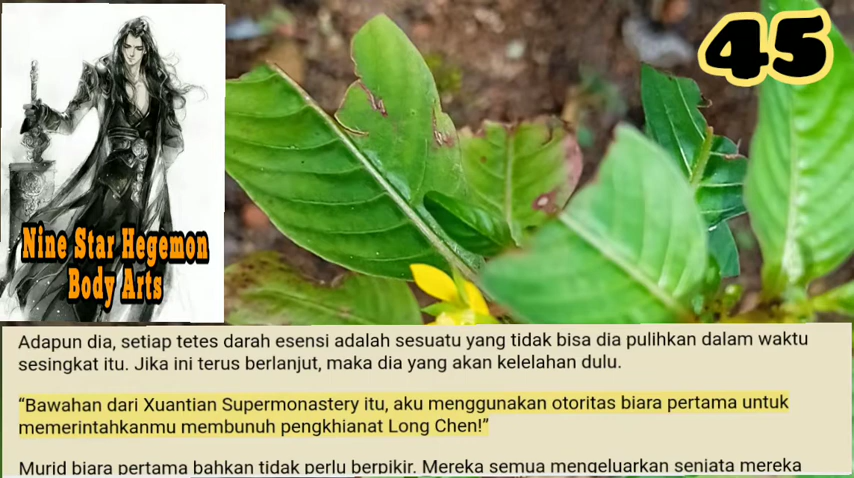 45
Nine Star Hegemon
Body Arts
Adapun dia, setiap tetes darah esensi adalah sesuatu yang tidak bisa dia pulihkan dalam waktu
sesingkat itu. Jika ini terus berlanjut, maka dia yang akan kelelahan dulu.
“Bawahan dari Xuantian Supermonastery itu, aku menggunakan otoritas biara pertama untuk
memerintahkanmu membunuh pengkhianat Long Chen!”
Murid biara pertama bahkan tidak perlu berpikir. Mereka semua mengeluarkan senjata mereka